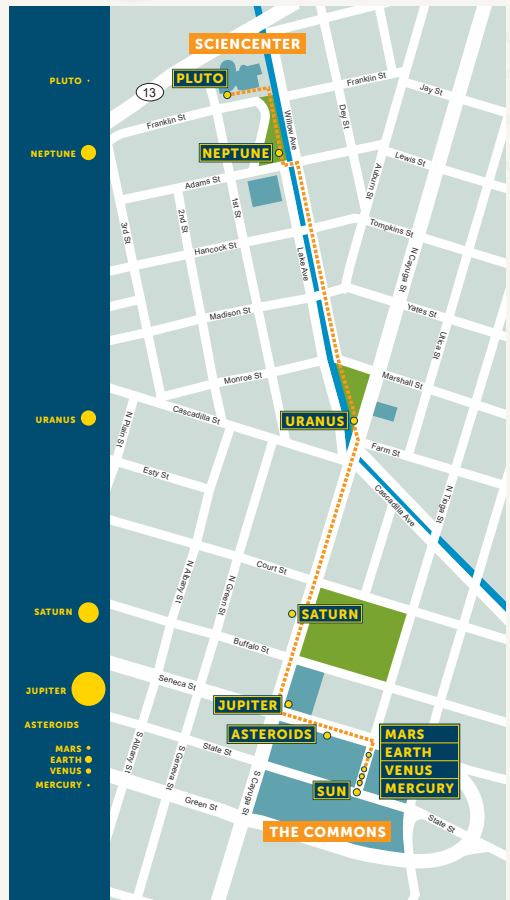 SCIENCENTER
PLUTO
PLUTO
13
Franklin St
Jay St
Franklin St
Willow Ave
Dey St
NEPTUNE
NEPTUNE
Lewis St
Auburn St
Adams St
1st St
2nd St
3rd St
Tompkins St
Hancock St
Lake Ave
N Cayuga St
Madison St
Yates St
Utica St
Monroe St
Marshall St
URANUS
Cascadilla St
N Plain St
URANUS
Farm St
Esty St
Cascadilla Ave
N Tioga St
Court St
N Albany St
N Green St
SATURN
SATURN
Buffalo St
Seneca St
JUPITER
JUPITER
ASTEROIDS
ASTEROIDS
MARS
EARTH
VENUS
MERCURY
MARS
EARTH
VENUS
MERCURY
S Albany St
S Geneva St
State St
S Cayuga St
SUN
Green St
State St
THE COMMONS